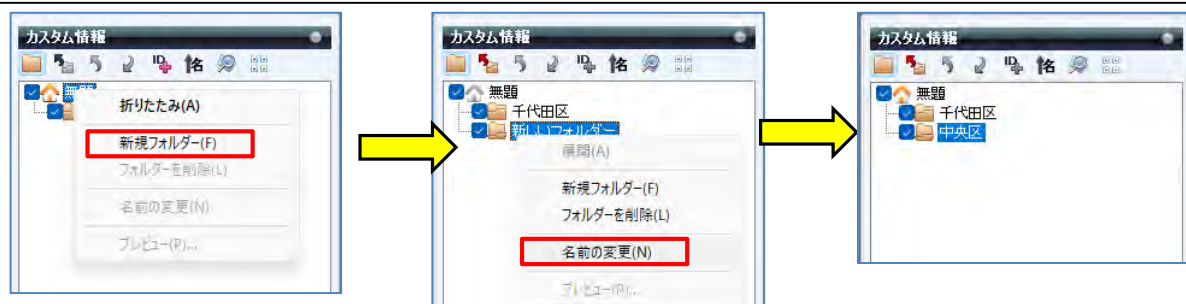 カスタム情報
無題
折りたたみ(A)
新規フォルダー(F)
フォルダーを削除(L)
名前の変更(N)
プレビュー(P)...
カスタム情報
無題
千代田区
新しいフォルダー
展開(A)
新規フォルダー(F)
フォルダーを削除(L)
名前の変更(N)
プレビュー(P)...
カスタム情報
無題
千代田区
中央区